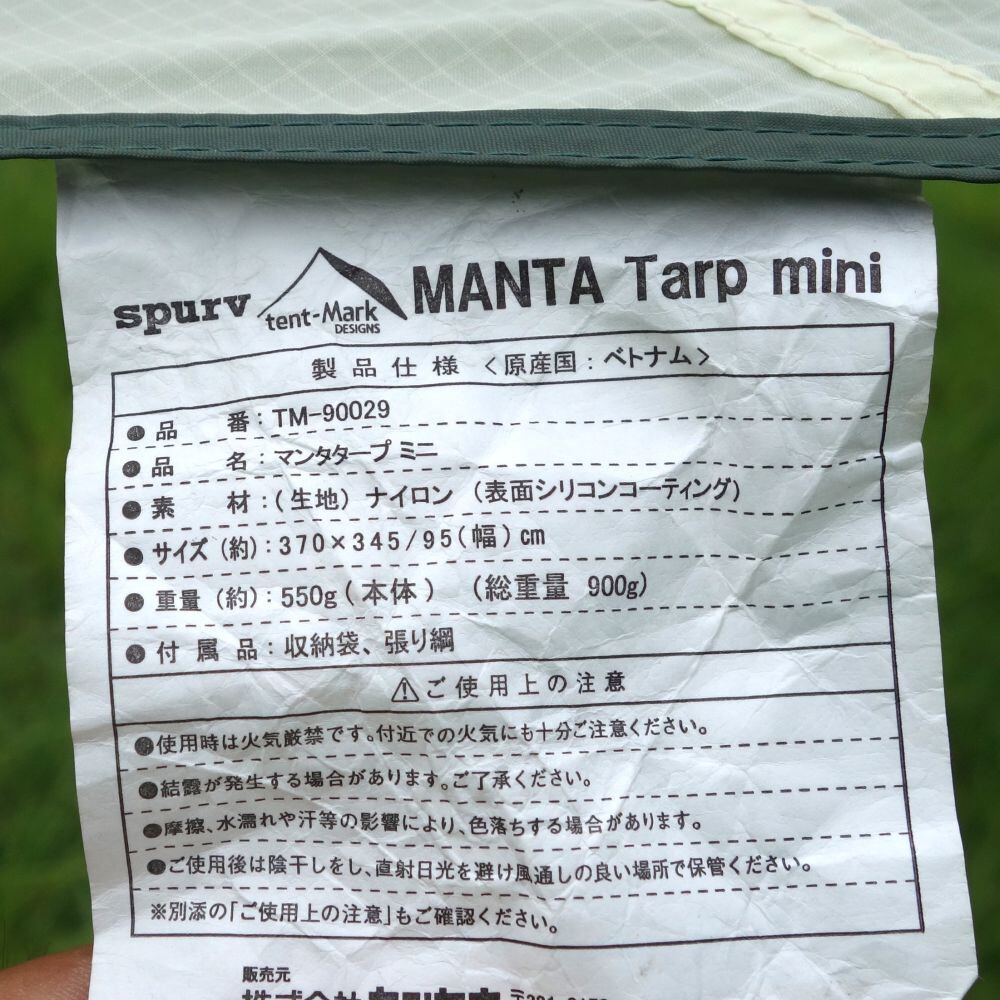 spurv tent-Mark DESIGNS MANTA Tarp mini
製品仕様 〈原産国：ベトナム〉
●品　番：TM-90029
●品　名：マンタタープ ミニ
●素　材：(生地) ナイロン (表面シリコンコーティング)
●サイズ (約)：370×345/95(幅)cm
●重量 (約)：550g(本体) (総重量 900g)
●付属品：収納袋、張り綱
⚠ご使用上の注意
●使用時は火気厳禁です。付近での火気にも十分ご注意ください。
●結露が発生する場合があります。ご了承ください。
●摩擦、水濡れや汗等の影響により、色落ちする場合があります。
●ご使用後は陰干しをし、直射日光を避け風通しの良い場所で保管ください。
※別添の「ご使用上の注意」もご確認ください。
販売元
株式会社